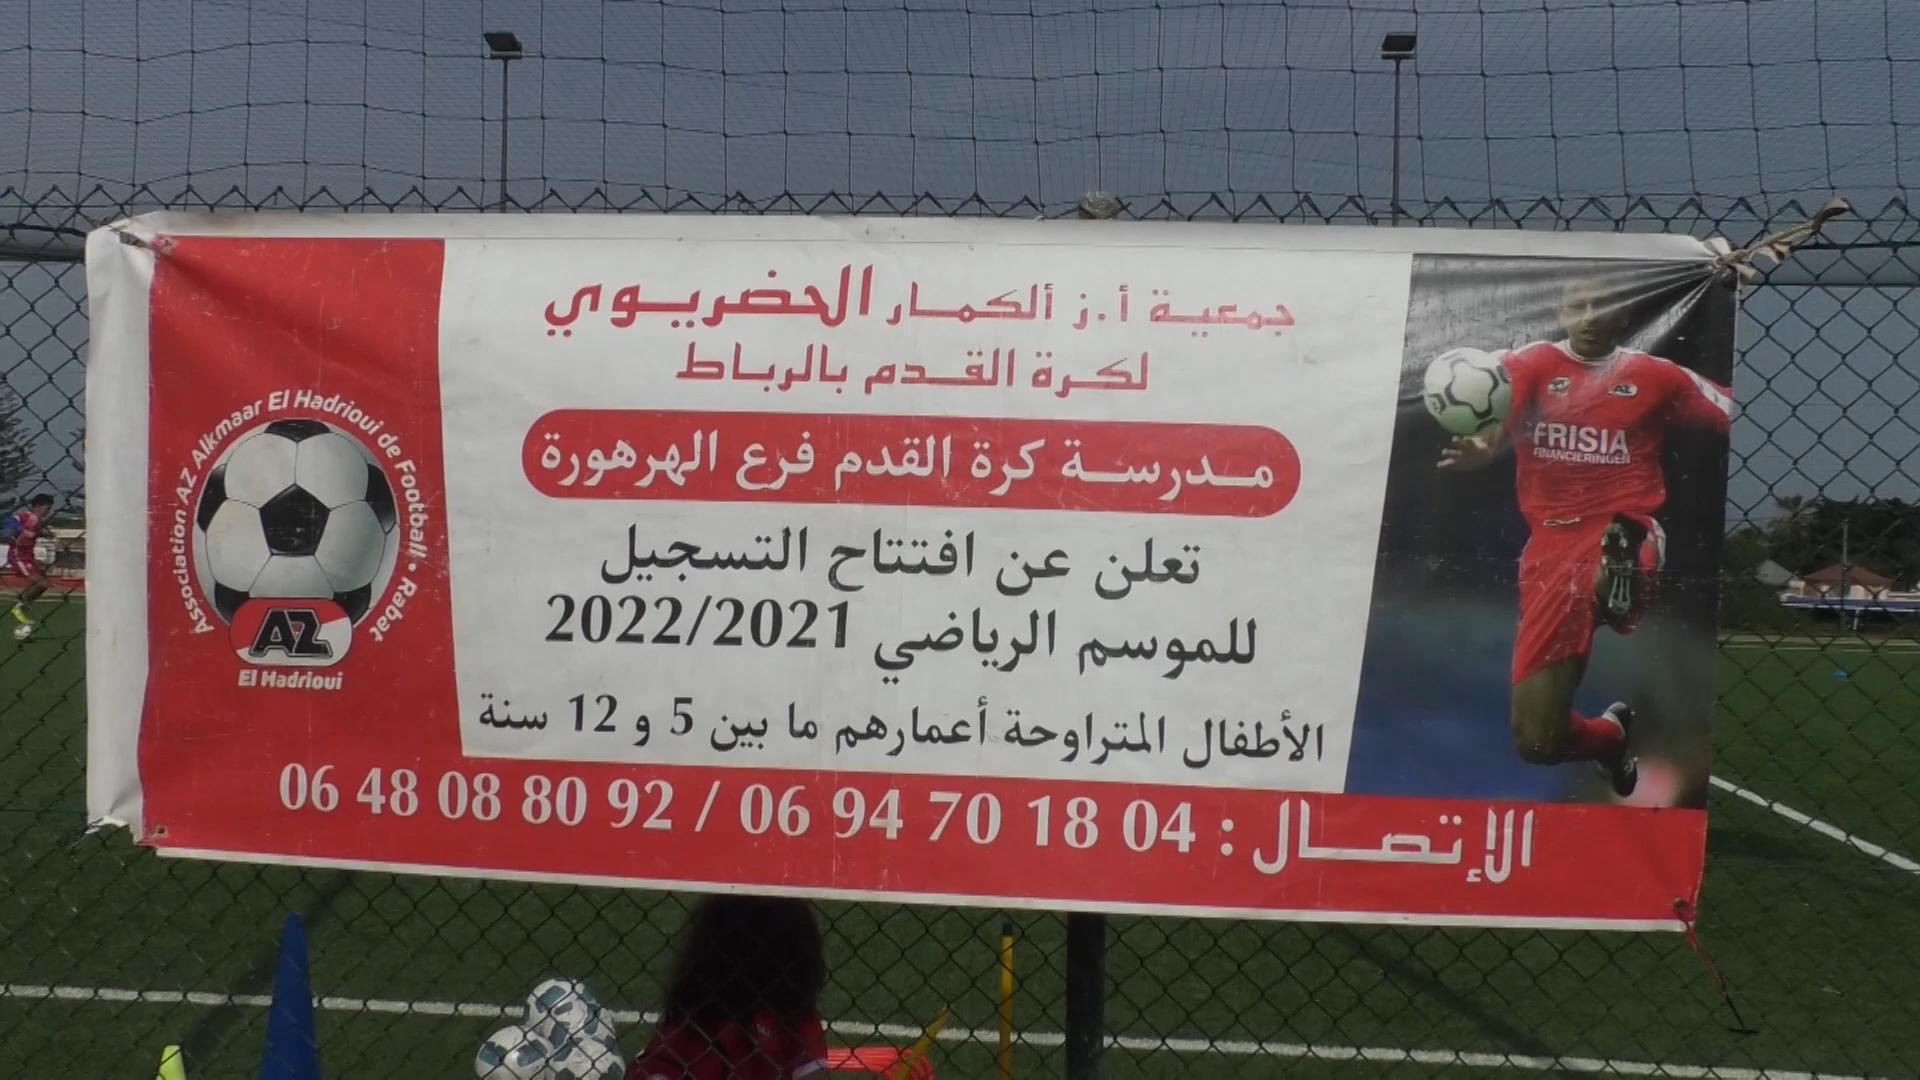 جمعية أ.ز ألكمار الحضريوي
لكرة القدم بالرباط
مدرسة كرة القدم فرع الهرهورة
تعلن عن افتتاح التسجيل
للموسم الرياضي 2022/2021
الأطفال المتراوحة أعمارهم ما بين 5 و 12 سنة
الإتصال : 06 48 08 80 92 / 06 94 70 18 04
Association AZ Alkmaar El Hadrioui de Football • Rabat
AZ
El Hadrioui
AZ
FRISIA
FINANCIERINGEN